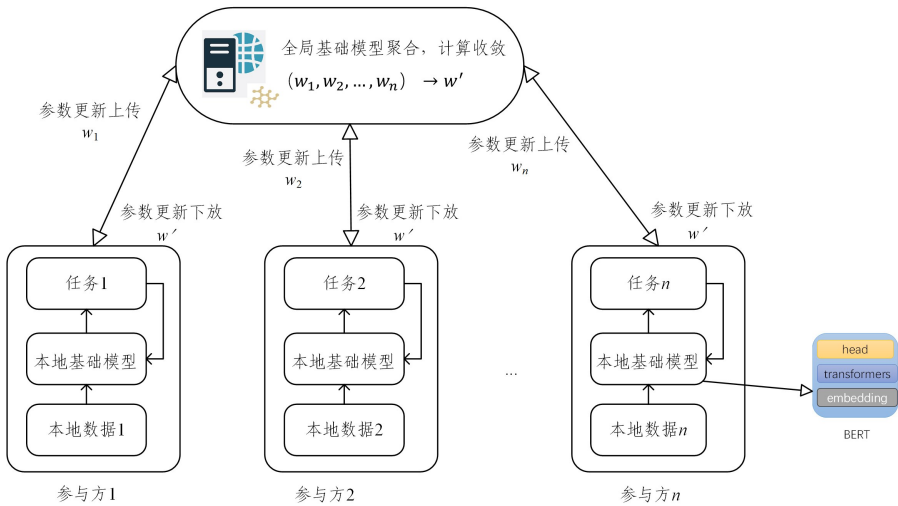 全局基础模型聚合，计算收敛
（w₁,w₂,…,wₙ） →w′
参数更新上传
w₁
参数更新上传
w₂
参数更新上传
wₙ
参数更新下放
w′
参数更新下放
w′
参数更新下放
w′
任务1
本地基础模型
本地数据1
参与方1
任务2
本地基础模型
本地数据2
参与方2
...
任务n
本地基础模型
本地数据n
参与方n
head
transformers
embedding
BERT